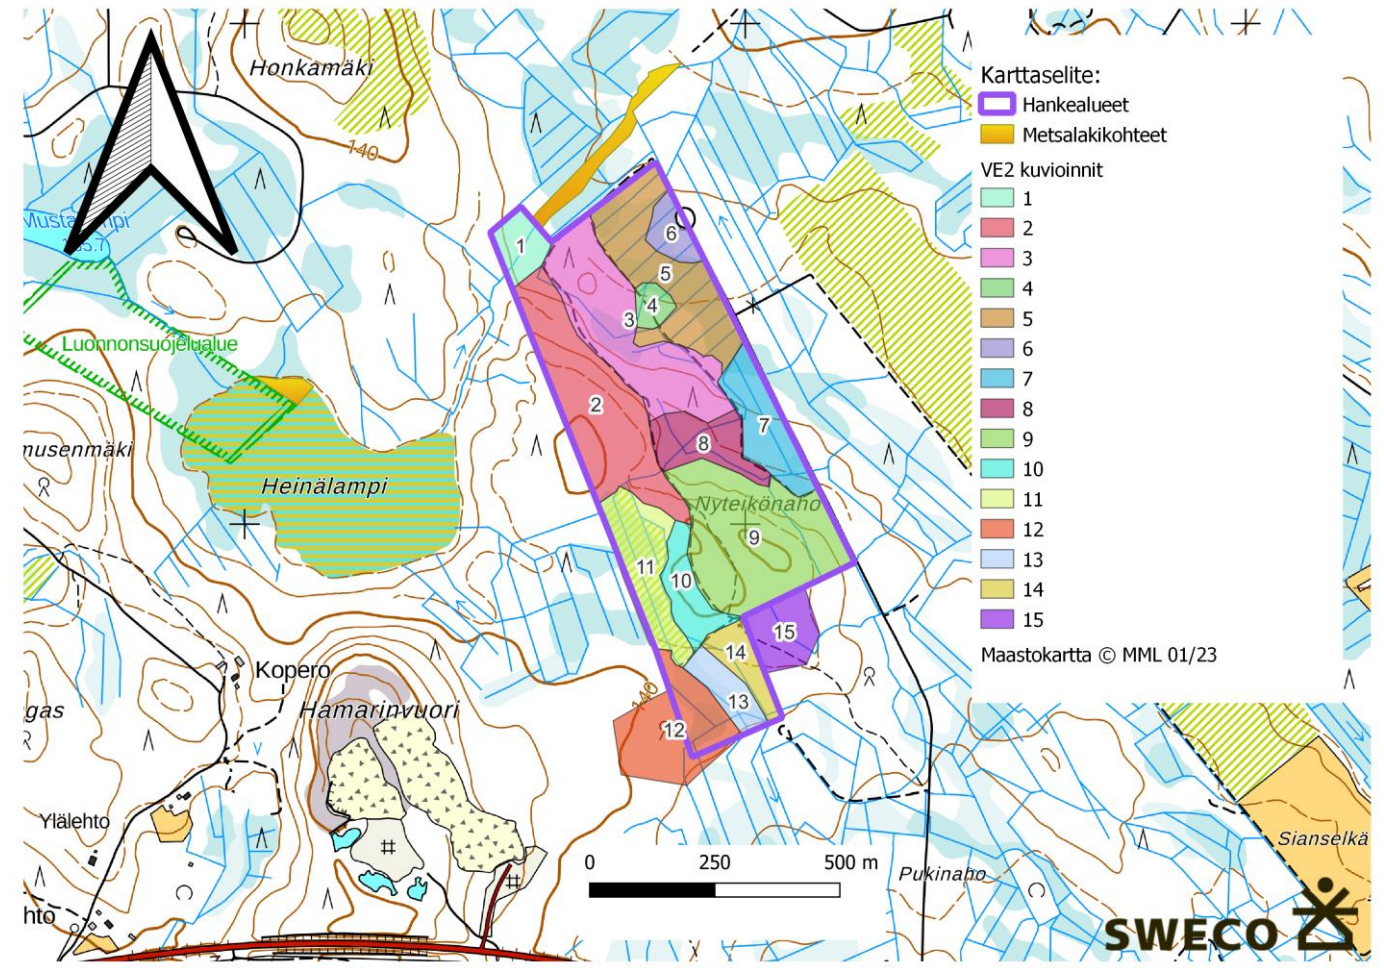 Honkamäki
140
Karttaselite:
Hankealueet
Metsalakikohteet
VE2 kuvioinnit
1
2
3
4
5
6
7
8
9
10
11
12
13
14
15
Maastokartta © MML 01/23
1
6
5
4
3
Luonnonsuojelualue
2
7
8
musenmäki
Heinälampi
Nyteikönaho
9
11
10
15
14
Kopero
140
13
gas
Hamarinvuori
12
Ylälehto
0 250 500 m
Pukinaho
Sianselkä
hto
SWECO